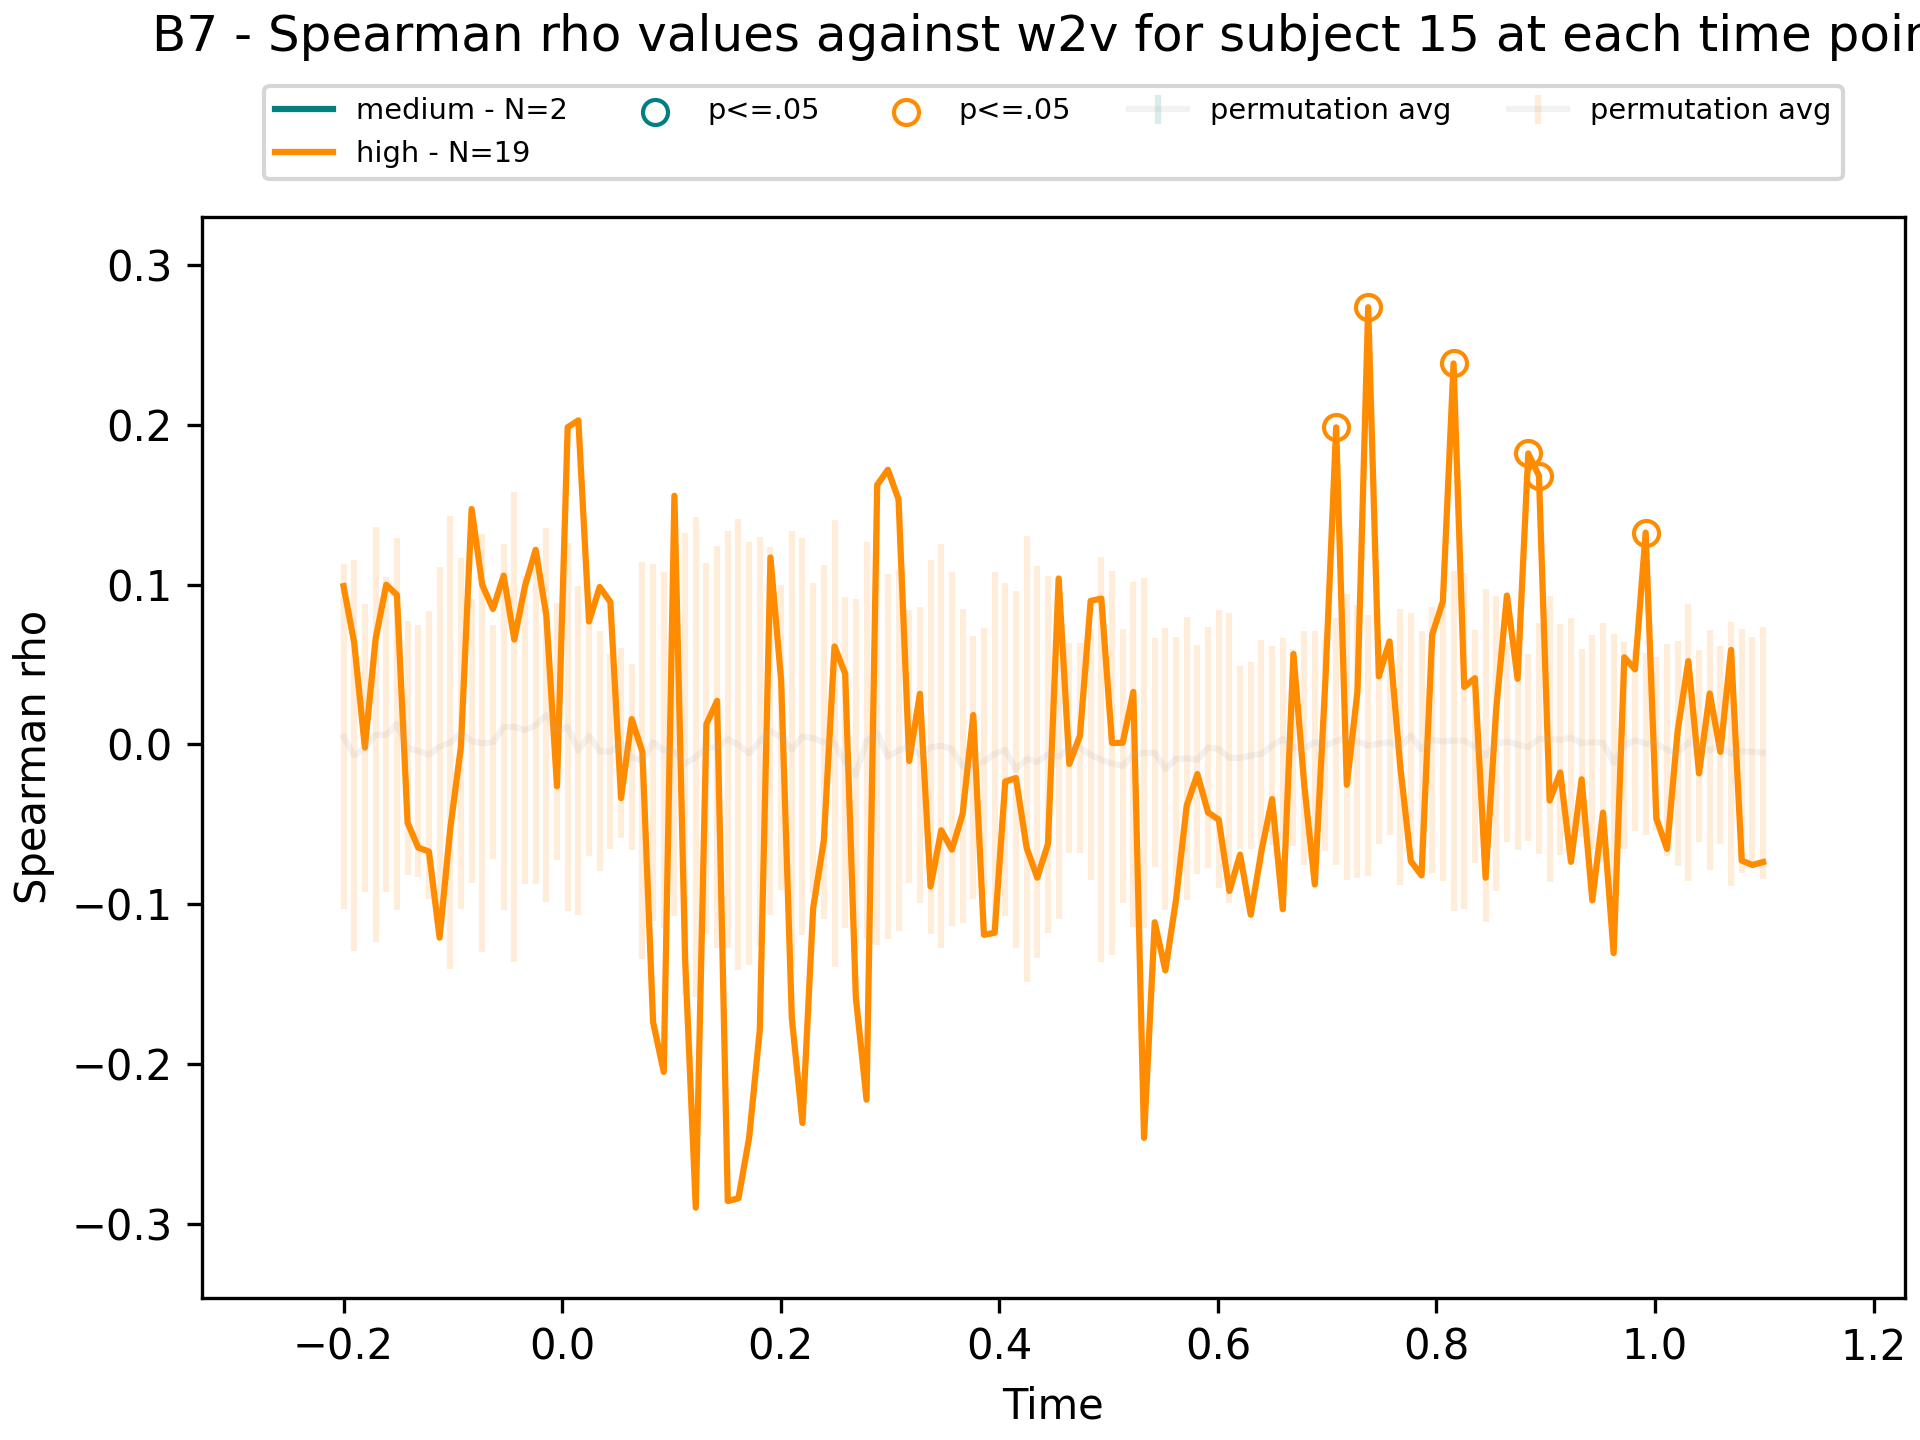 B7 - Spearman rho values against w2v for subject 15 at each time
medium - N=2 p<=.05 p<=.05 permutation avg permutation avg
high - N=19
0.3
0.2
0.1
0.0
−0.1
−0.2
−0.3
Spearman rho
−0.2 0.0 0.2 0.4 0.6 0.8 1.0 1.2
Time